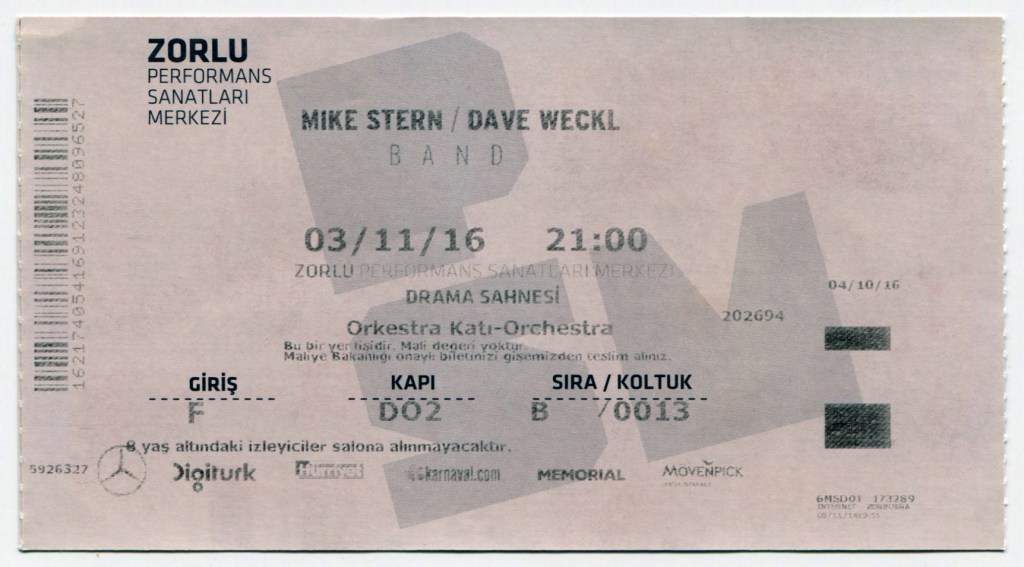 ZORLU
PERFORMANS
SANATLARI
MERKEZİ
162174054169123248096527
MIKE STERN / DAVE WECKL
BAND
03/11/16 21:00
ZORLU PERFORMANS SANATLARI MERKEZİ
DRAMA SAHNESİ
04/10/16
202694
Orkestra Katı-Orchestra
Bu bir yer fişidir. Mali değeri yoktur.
Maliye Bakanlığı onaylı biletinizi gişemizden teslim alınız.
GİRİŞ KAPI SIRA / KOLTUK
F DO2 B /0013
8 yaş altındaki izleyiciler salona alınmayacaktır.
5926327
Digiturk Hürriyet karnaval.com MEMORIAL MÖVENPICK
6MSD01 173289
INTERNET